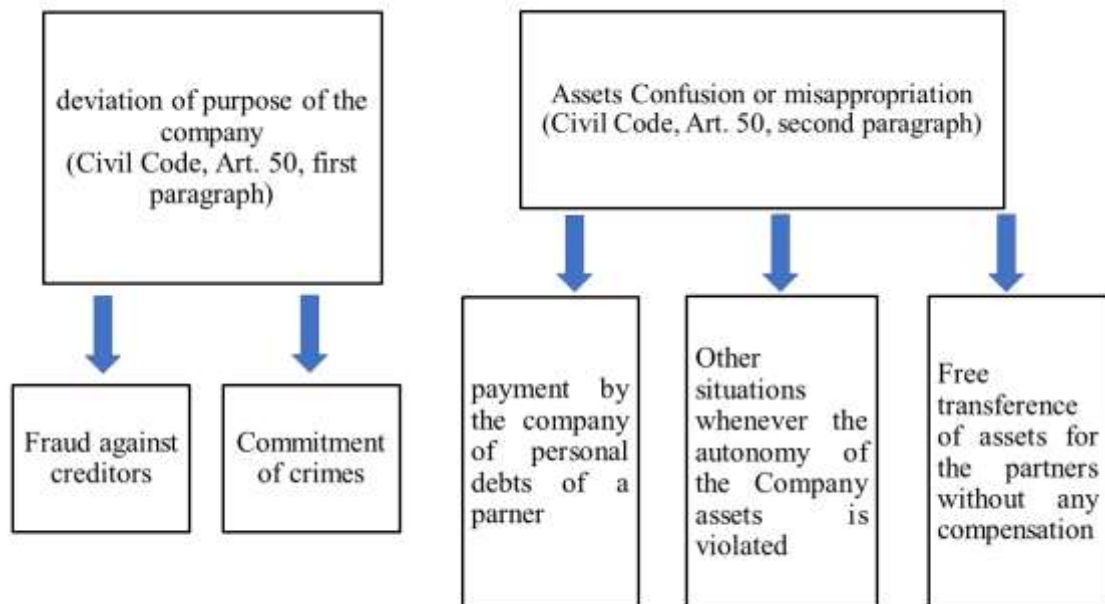 deviation of purpose of the
company
(Civil Code, Art. 50, first
paragraph)
Assets Confusion or misappropriation
(Civil Code, Art. 50, second paragraph)
Fraud against
creditors
Commitment
of crimes
payment by
the company
of personal
debts of a
parner
Other
situations
whenever the
autonomy of
the Company
assets is
violated
Free
transference
of assets for
the partners
without any
compensation